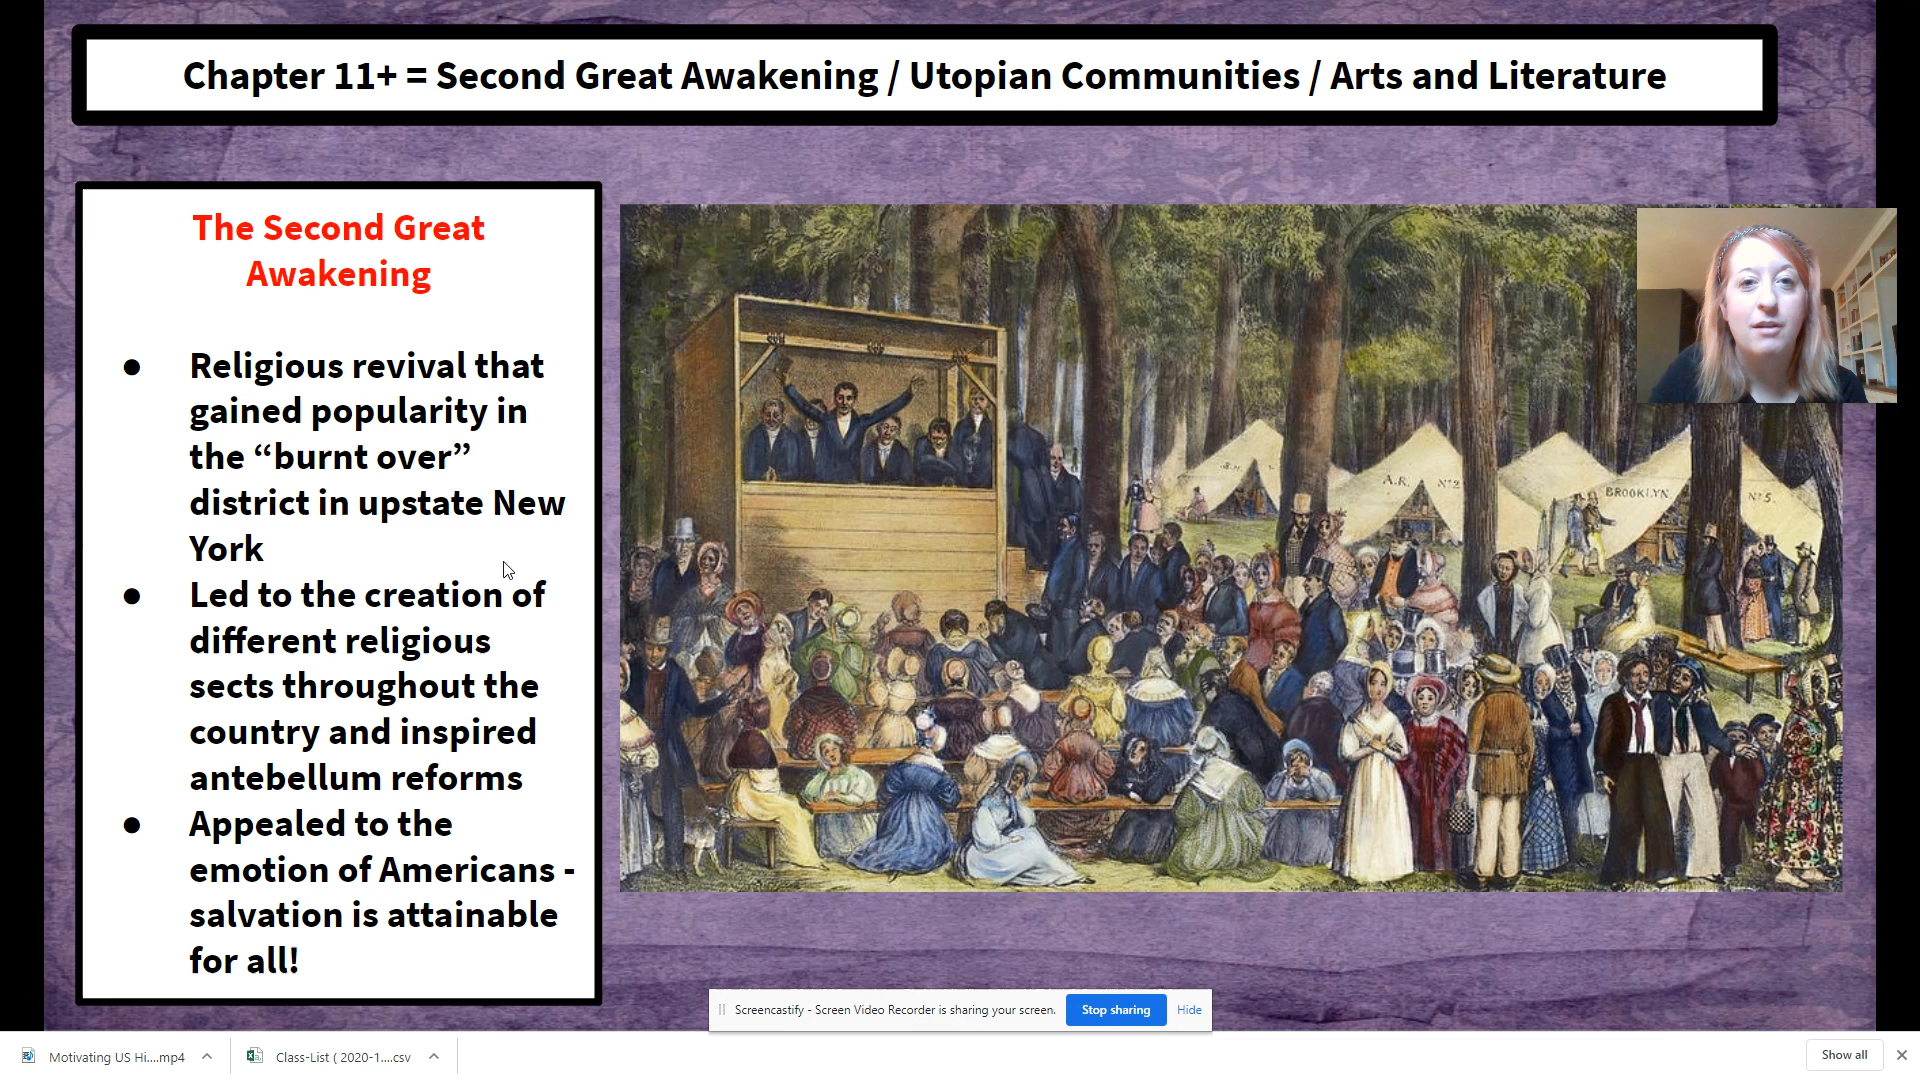 Chapter 11+ = Second Great Awakening / Utopian Communities / Arts and Literature
The Second Great
Awakening
● Religious revival that
gained popularity in
the “burnt over”
district in upstate New
York
● Led to the creation of
different religious
sects throughout the
country and inspired
antebellum reforms
● Appealed to the
emotion of Americans -
salvation is attainable
for all!
A.R. Nº2
BROOKLYN.
Nº5.
Screencastify - Screen Video Recorder is sharing your screen. Stop sharing Hide
Motivating US Hi....mp4
Class-List ( 2020-1....csv
Show all